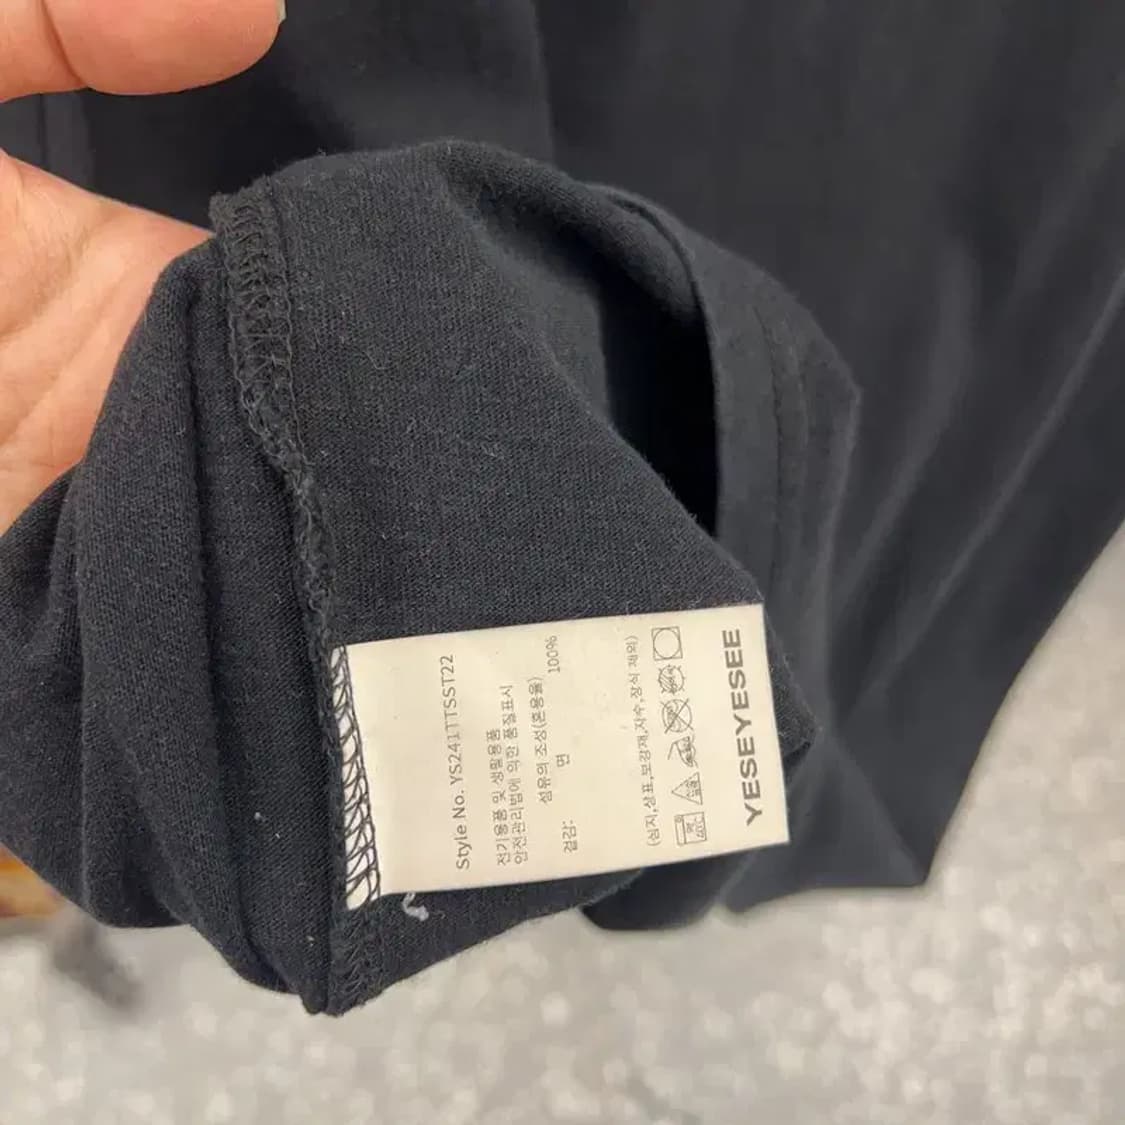 Style No. YS241TTSST22
전기용품 및 생활용품
안전관리법에 의한 품질표시
섬유의 조성(혼용율)
겉감: 면 100%
(심지,상표,보강재,자수,장식 제외)
YESEYESEE